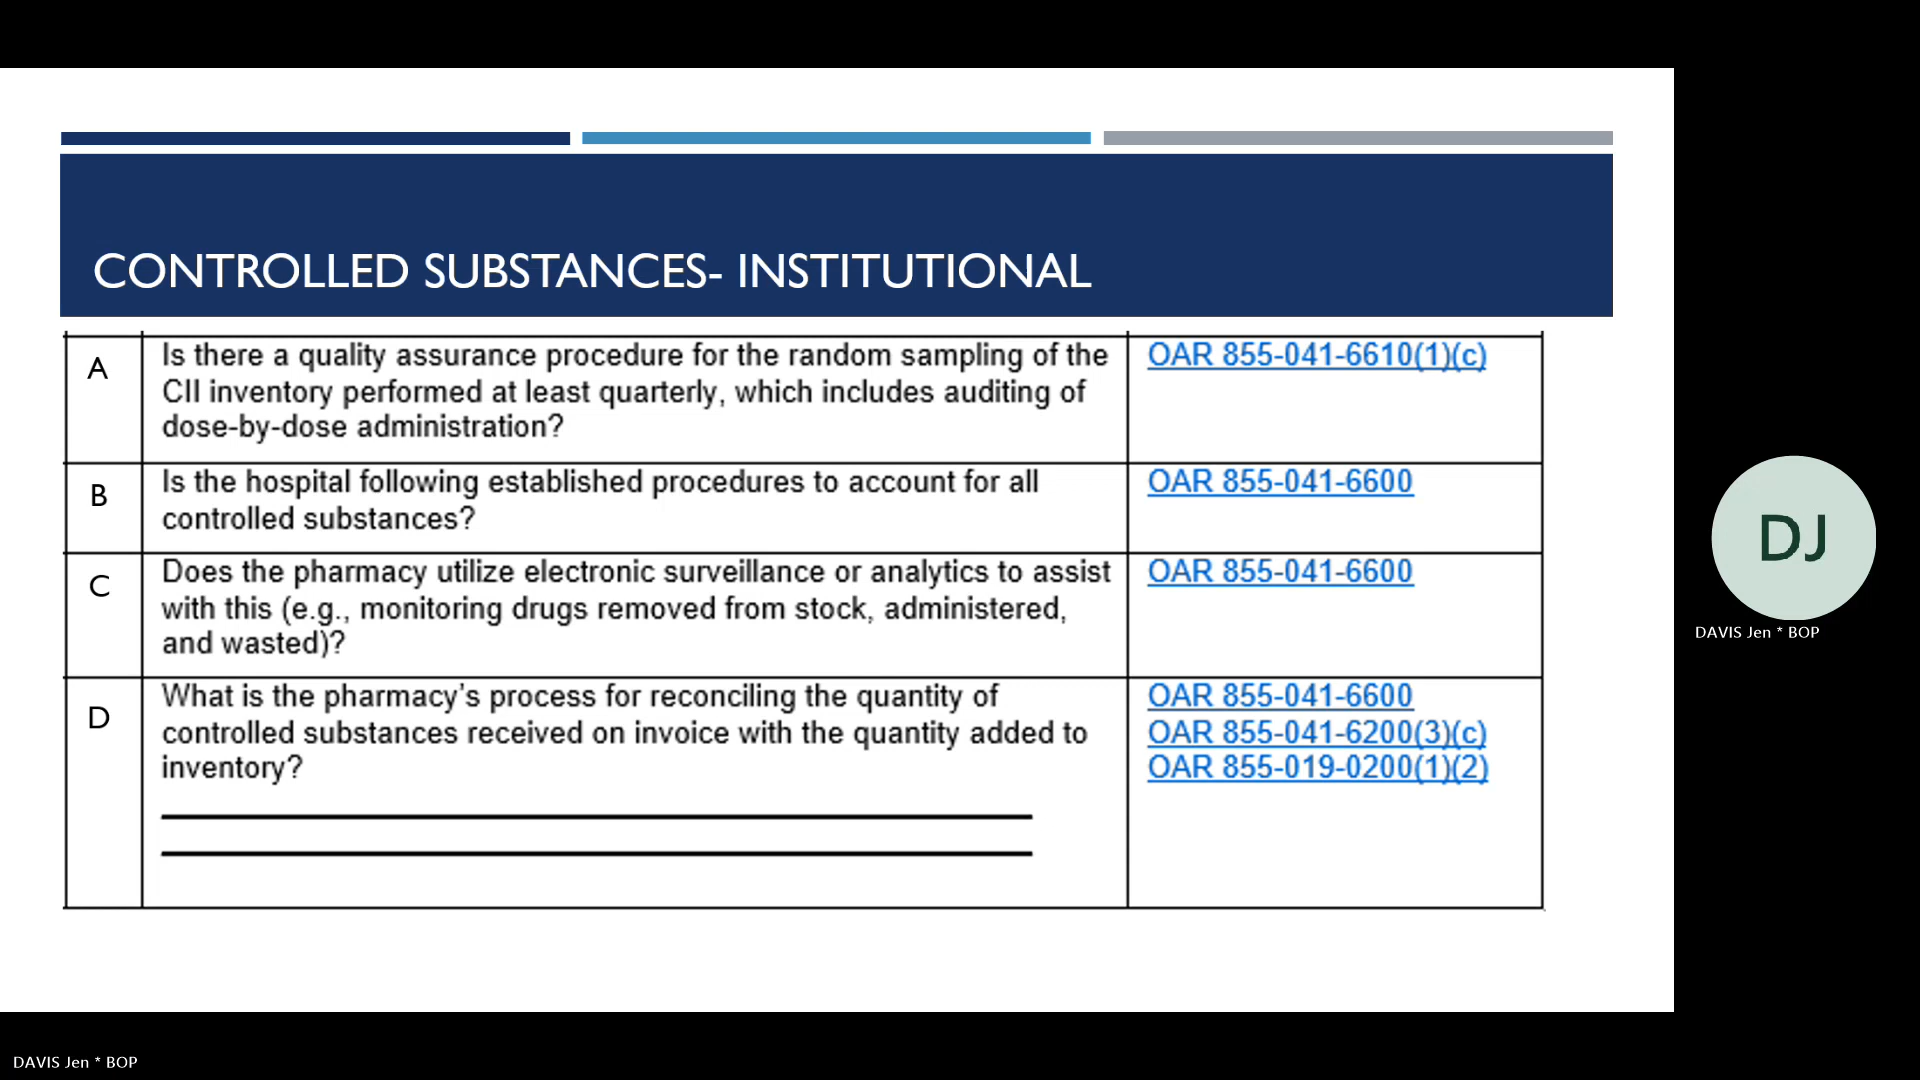 CONTROLLED SUBSTANCES- INSTITUTIONAL
A
Is there a quality assurance procedure for the random sampling of the
CII inventory performed at least quarterly, which includes auditing of
dose-by-dose administration?
OAR 855-041-6610(1)(c)
B
Is the hospital following established procedures to account for all
controlled substances?
OAR 855-041-6600
C
Does the pharmacy utilize electronic surveillance or analytics to assist
with this (e.g., monitoring drugs removed from stock, administered,
and wasted)?
OAR 855-041-6600
D
What is the pharmacy's process for reconciling the quantity of
controlled substances received on invoice with the quantity added to
inventory?
OAR 855-041-6600
OAR 855-041-6200(3)(c)
OAR 855-019-0200(1)(2)
DJ
DAVIS Jen * BOP
DAVIS Jen * BOP